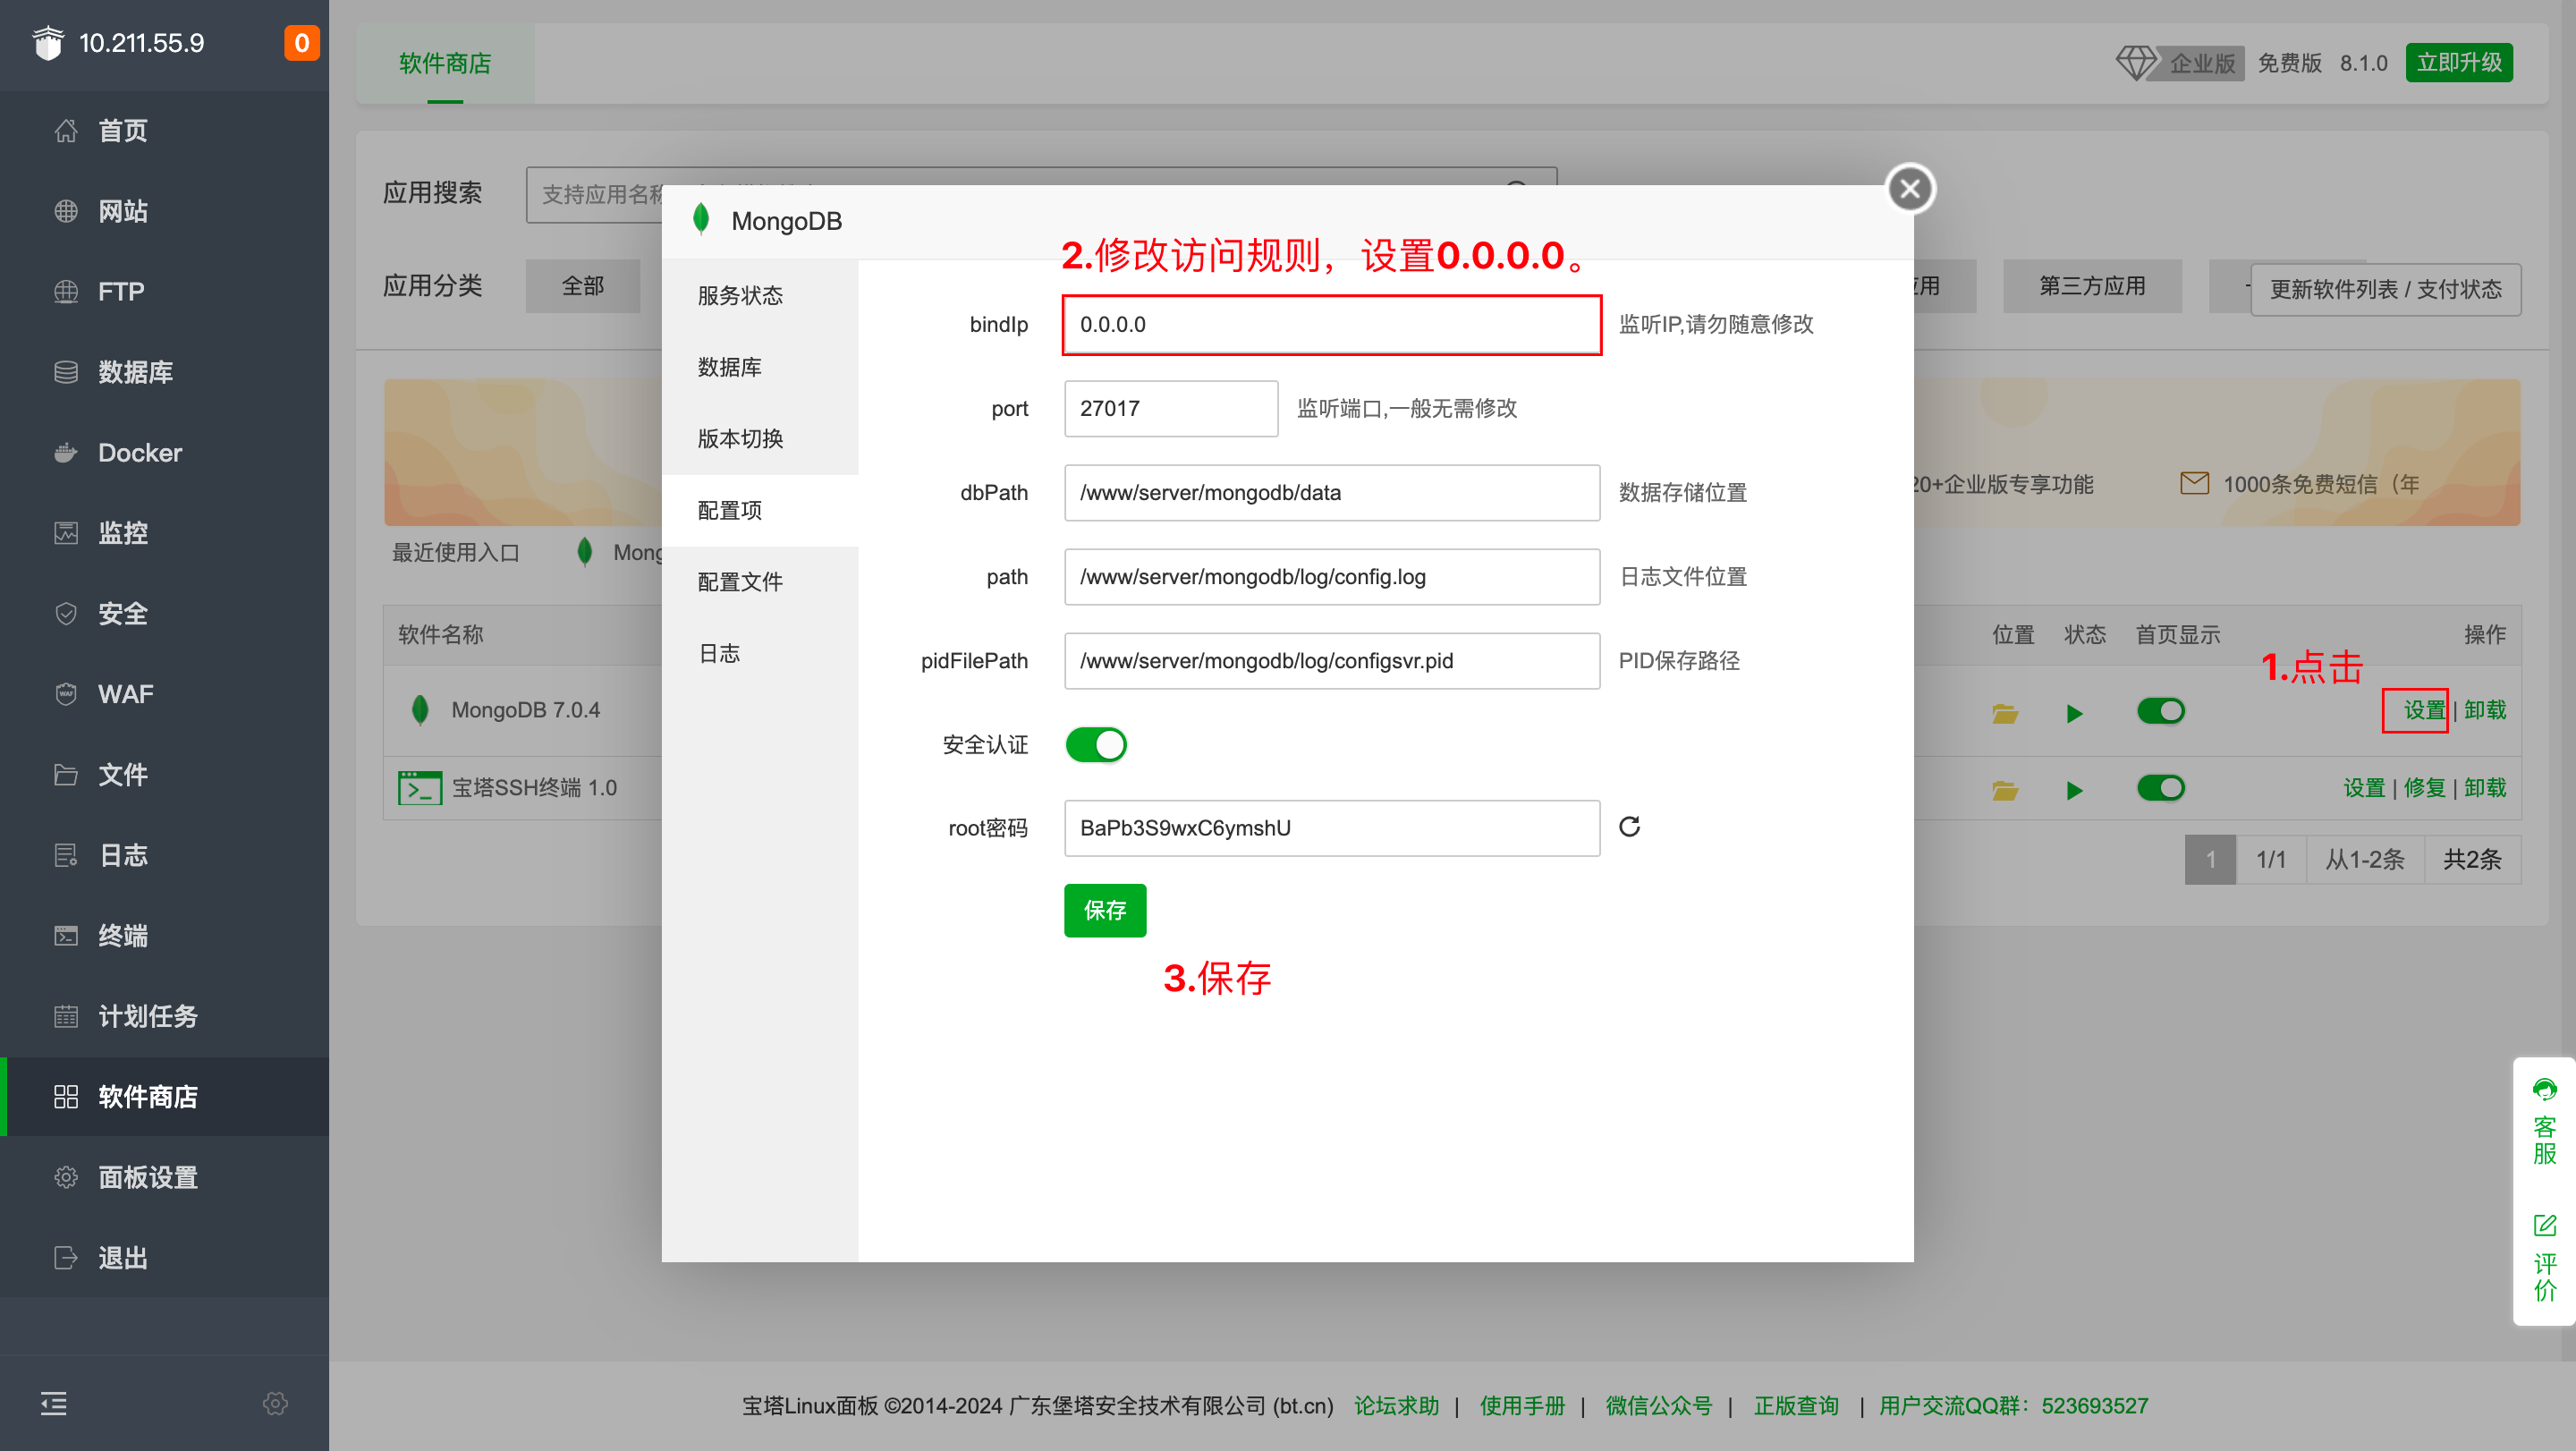 10.211.55.9
0
首页
网站
FTP
数据库
Docker
监控
安全
WAF
文件
日志
终端
计划任务
软件商店
面板设置
退出
软件商店
企业版 免费版 8.1.0 立即升级
应用搜索
支持应用名称
应用分类 全部
用 第三方应用
更新软件列表 / 支付状态
20+企业版专享功能 1000条免费短信（年
最近使用入口 Mong
软件名称 位置 状态 首页显示 操作
1.点击
MongoDB 7.0.4 设置 | 卸载
宝塔SSH终端 1.0 设置 | 修复 | 卸载
1 1/1 从1-2条 共2条
MongoDB
2.修改访问规则，设置0.0.0.0。
服务状态
数据库
版本切换
配置项
配置文件
日志
bindIp 0.0.0.0 监听IP,请勿随意修改
port 27017 监听端口,一般无需修改
dbPath /www/server/mongodb/data 数据存储位置
path /www/server/mongodb/log/config.log 日志文件位置
pidFilePath /www/server/mongodb/log/configsvr.pid PID保存路径
安全认证
root密码 BaPb3S9wxC6ymshU
保存
3.保存
客服
评价
宝塔Linux面板 ©2014-2024 广东堡塔安全技术有限公司 (bt.cn) 论坛求助 | 使用手册 | 微信公众号 | 正版查询 | 用户交流QQ群：523693527